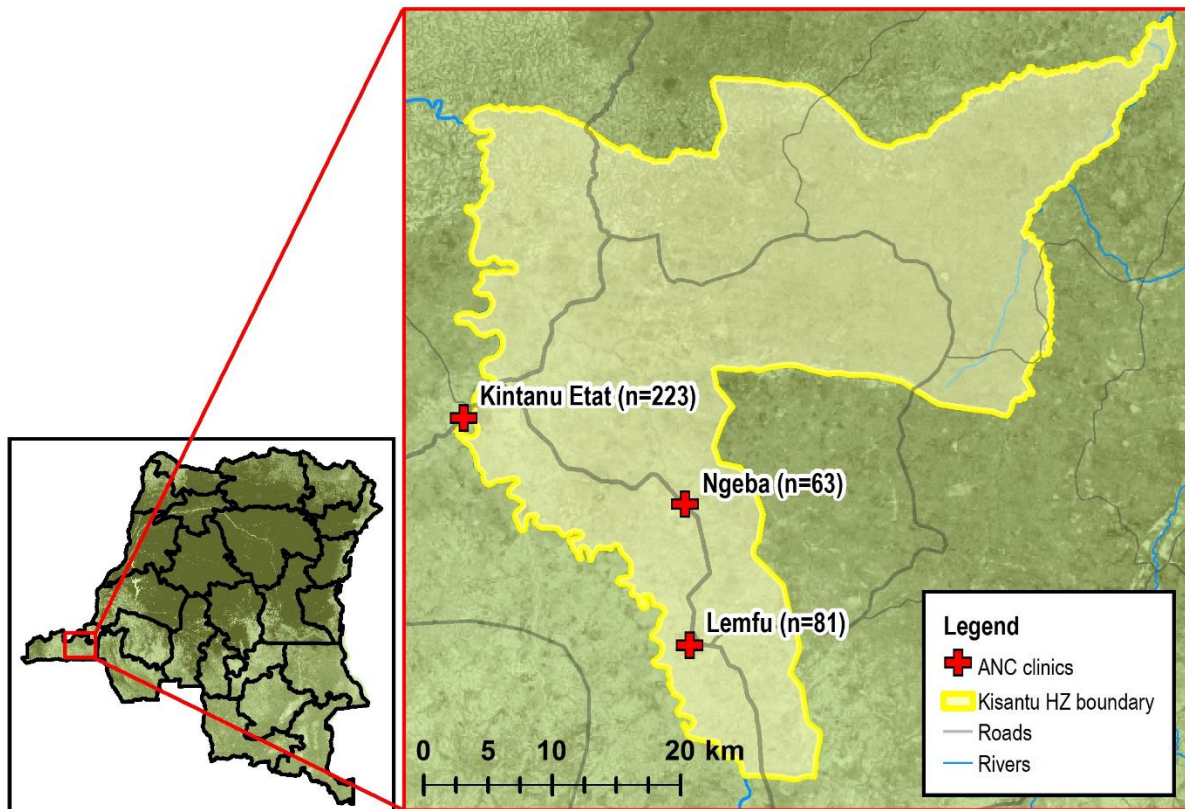 Kintanu Etat (n=223)
Ngeba (n=63)
Lemfu (n=81)
0 5 10 20 km
Legend
ANC clinics
Kisantu HZ boundary
Roads
Rivers